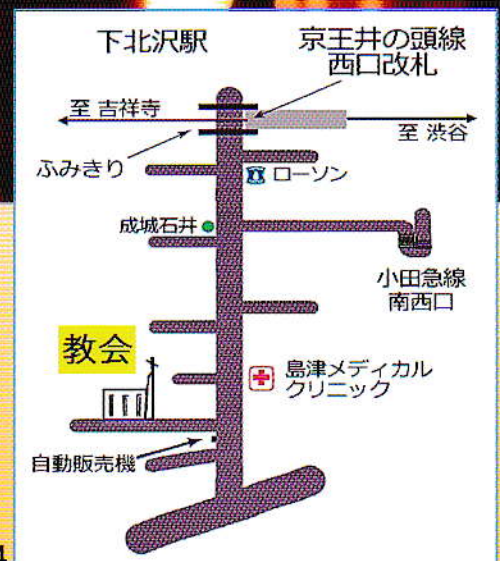 下北沢駅
京王井の頭線
西口改札
至 吉祥寺
至 渋谷
ふみきり
ローソン
成城石井
小田急線
南西口
教会
島津メディカル
クリニック
自動販売機
4